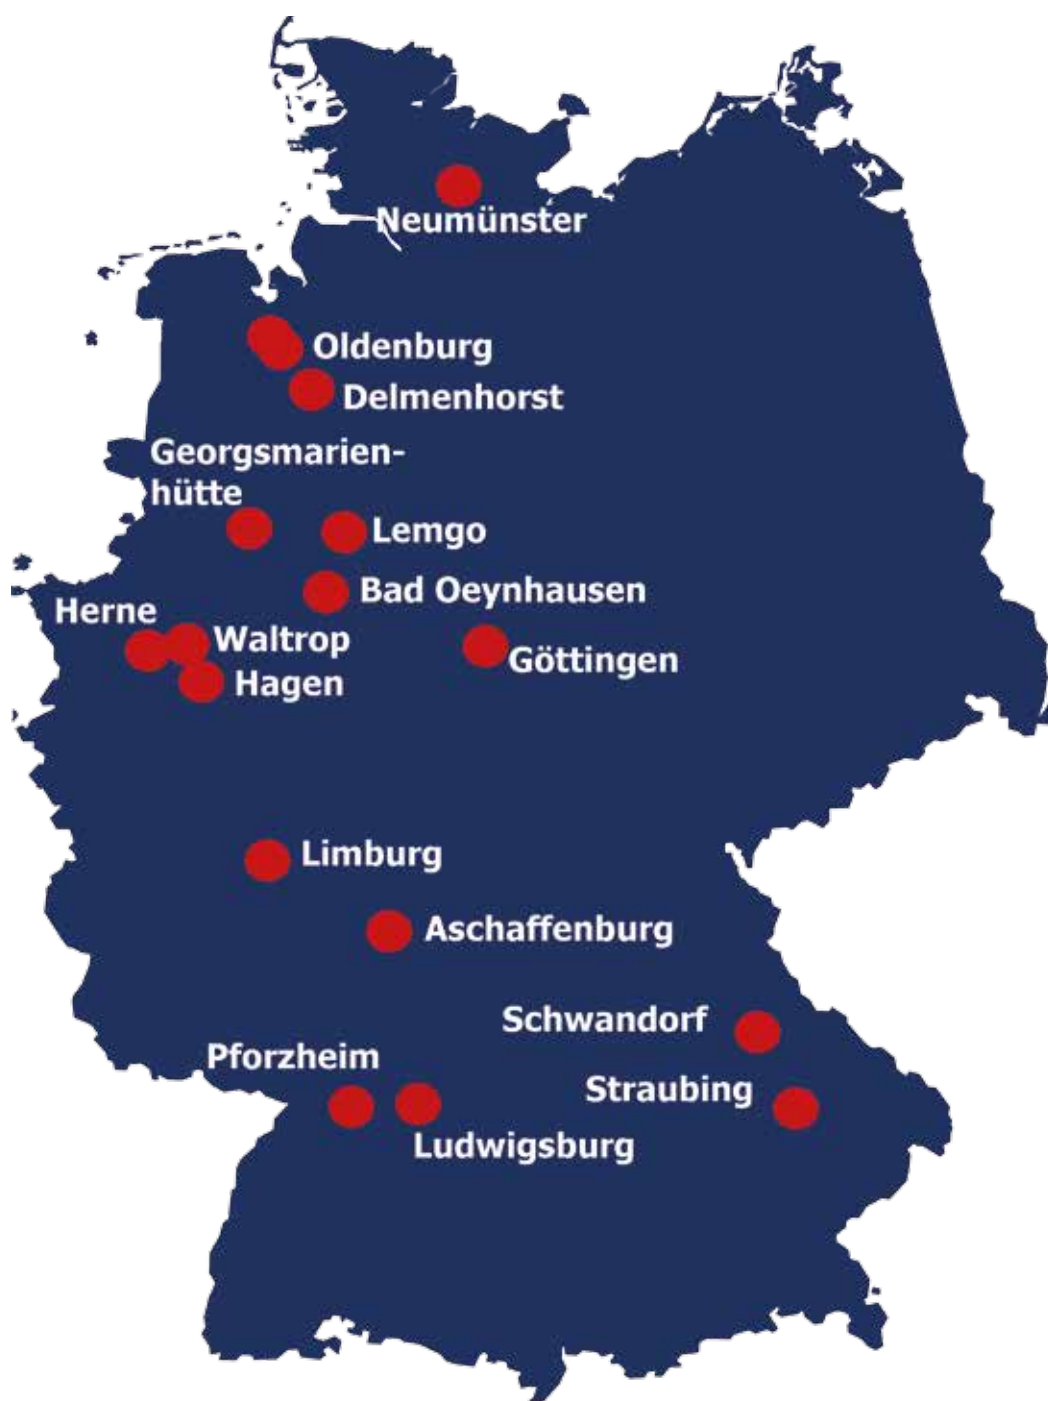 Neumünster
Oldenburg
Delmenhorst
Georgsmarien-
hütte
Lemgo
Bad Oeynhausen
Herne
Waltrop
Göttingen
Hagen
Limburg
Aschaffenburg
Schwandorf
Pforzheim
Straubing
Ludwigsburg